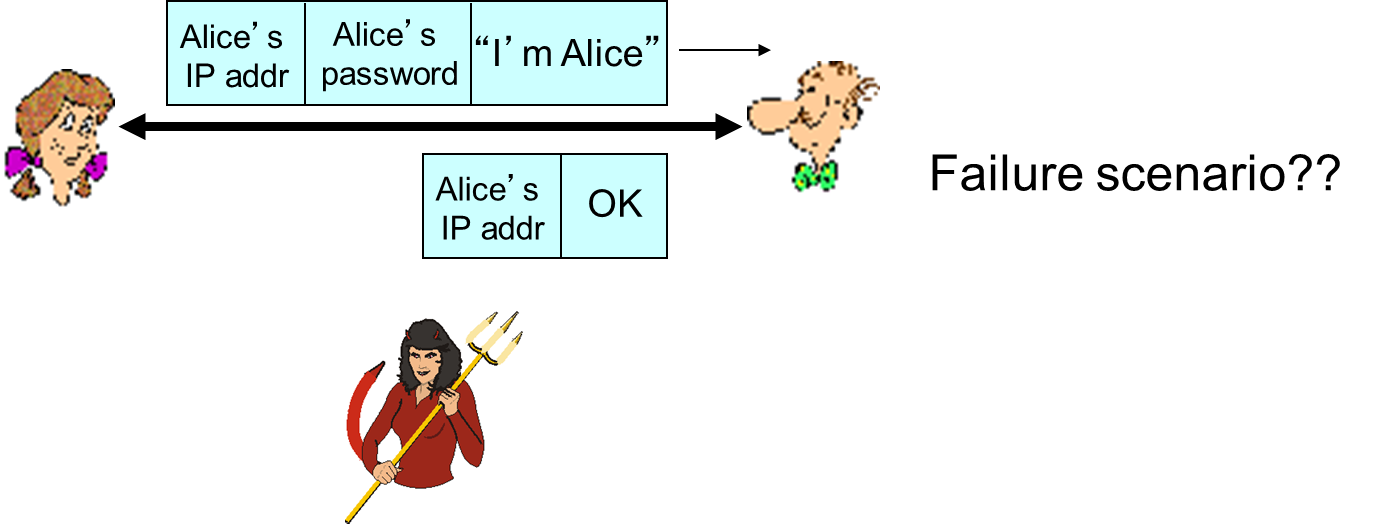 Alice’s
IP addr
Alice’s
password
“I’m Alice”
Alice’s
IP addr
OK
Failure scenario??